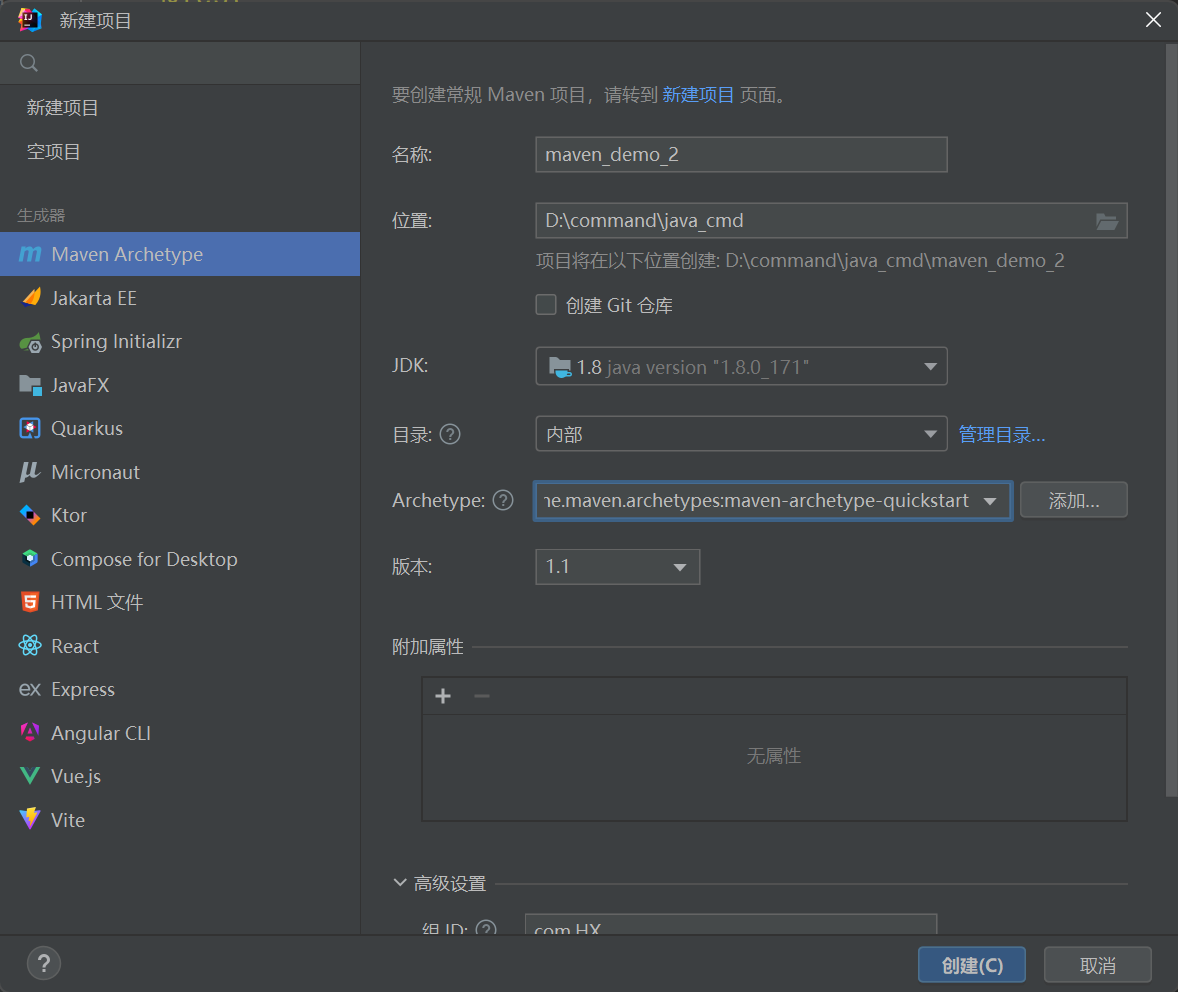 新建项目
新建项目
空项目
生成器
Maven Archetype
Jakarta EE
Spring Initializr
JavaFX
Quarkus
Micronaut
Ktor
Compose for Desktop
HTML 文件
React
ex Express
Angular CLI
Vue.js
Vite
要创建常规 Maven 项目，请转到 新建项目 页面。
名称: maven_demo_2
位置: D:\command\java_cmd
项目将在以下位置创建: D:\command\java_cmd\maven_demo_2
创建 Git 仓库
JDK: 1.8 java version "1.8.0_171"
目录: ? 内部 管理目录...
Archetype: ? ne.maven.archetypes:maven-archetype-quickstart 添加...
版本: 1.1
附加属性
无属性
高级设置
组 ID: ? com.HX
? 创建(C) 取消